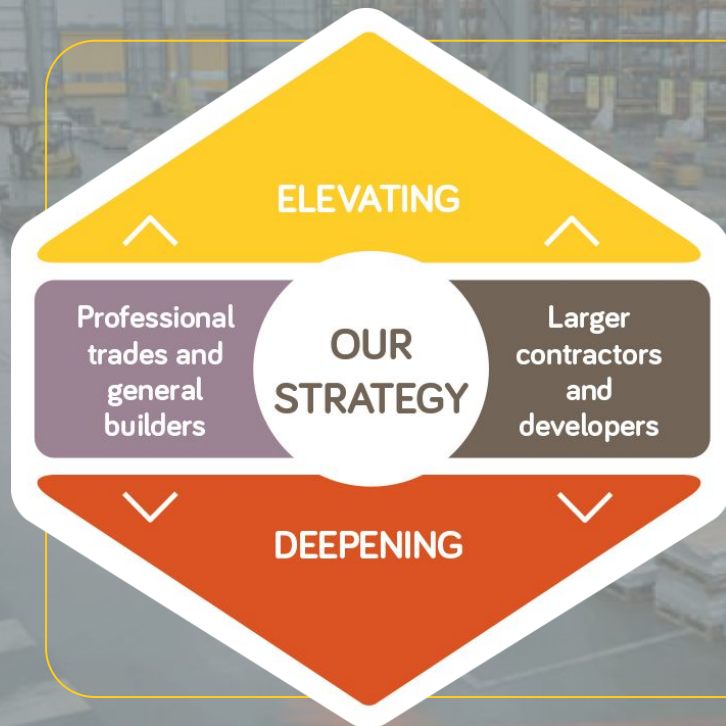 ELEVATING
Professional
trades and
general
builders
OUR
STRATEGY
Larger
contractors
and
developers
DEEPENING